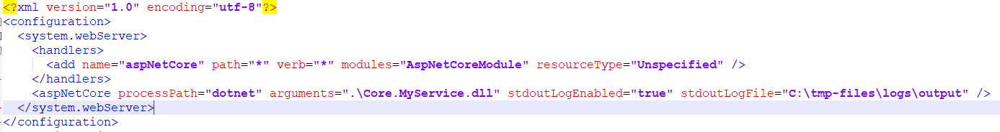 <?xml version="1.0" encoding="utf-8"?>
<configuration>
  <system.webServer>
    <handlers>
      <add name="aspNetCore" path="*" verb="*" modules="AspNetCoreModule" resourceType="Unspecified" />
    </handlers>
    <aspNetCore processPath="dotnet" arguments=".\Core.MyService.dll" stdoutLogEnabled="true" stdoutLogFile="C:\tmp-files\logs\output" />
  </system.webServer>
</configuration>